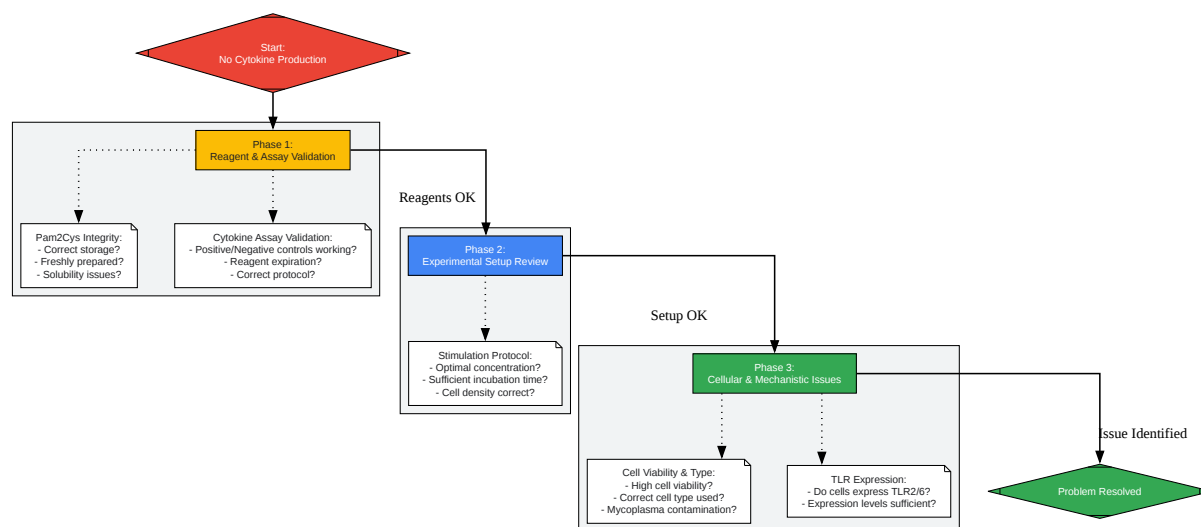 Start:
No Cytokine Production
Phase 1:
Reagent & Assay Validation
Reagents OK
Pam2Cys Integrity:
- Correct storage?
- Freshly prepared?
- Solubility issues?
Cytokine Assay Validation:
- Positive/Negative controls working?
- Reagent expiration?
- Correct protocol?
Phase 2:
Experimental Setup Review
Setup OK
Stimulation Protocol:
- Optimal concentration?
- Sufficient incubation time?
- Cell density correct?
Phase 3:
Cellular & Mechanistic Issues
Issue Identified
Cell Viability & Type:
- High cell viability?
- Correct cell type used?
- Mycoplasma contamination?
TLR Expression:
- Do cells express TLR2/6?
- Expression levels sufficient?
Problem Resolved